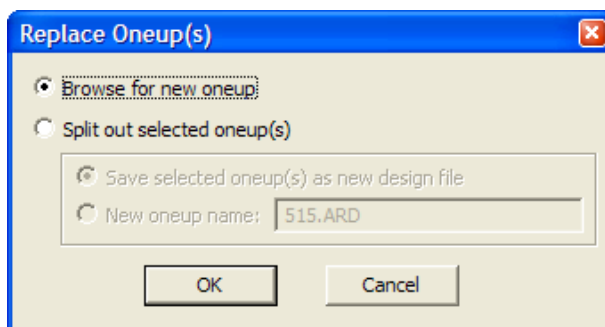 Replace Oneup(s)
Browse for new oneup
Split out selected oneup(s)
Save selected oneup(s) as new design file
New oneup name: 515.ARD
OK Cancel